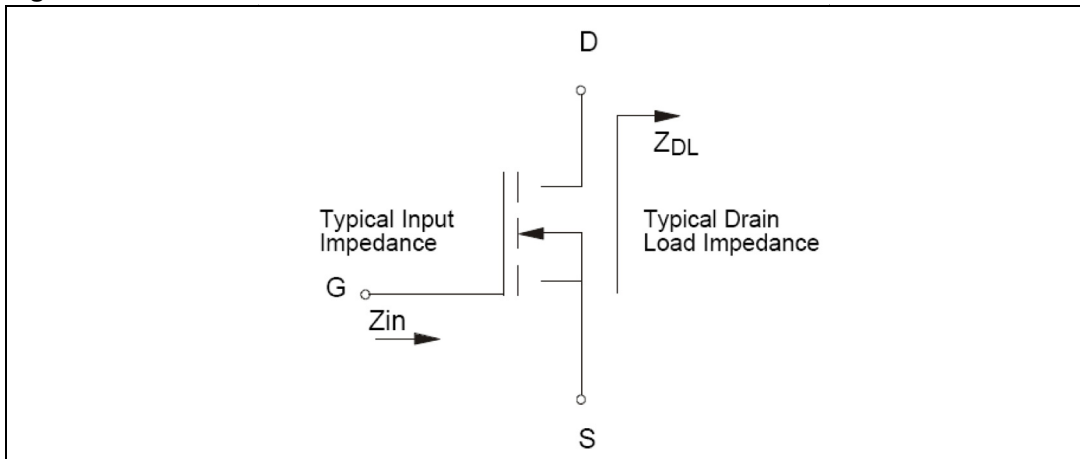 D
Z_DL
Typical Input
Impedance
Typical Drain
Load Impedance
G
Zin
S